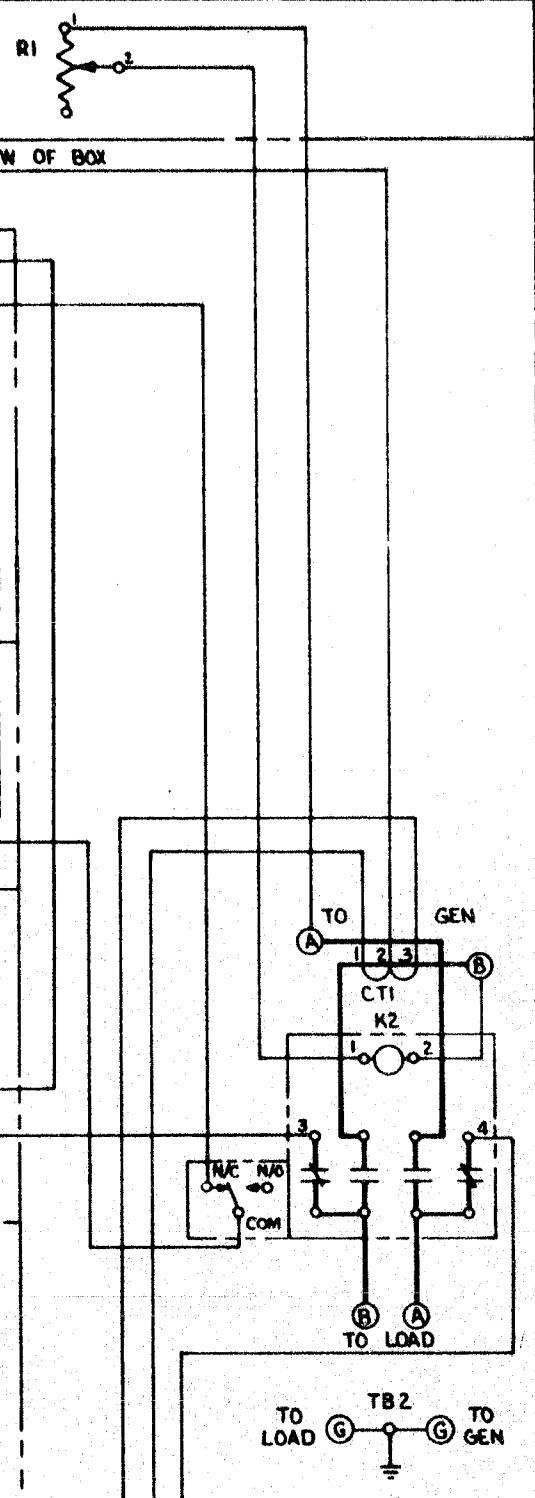 1
R1
2
W OF BOX
TO GEN
A
1 2 3
B
CT1
K2
1 2
3 4
N/C N/O
COM
B A
TO LOAD
TB2
TO LOAD G G TO GEN